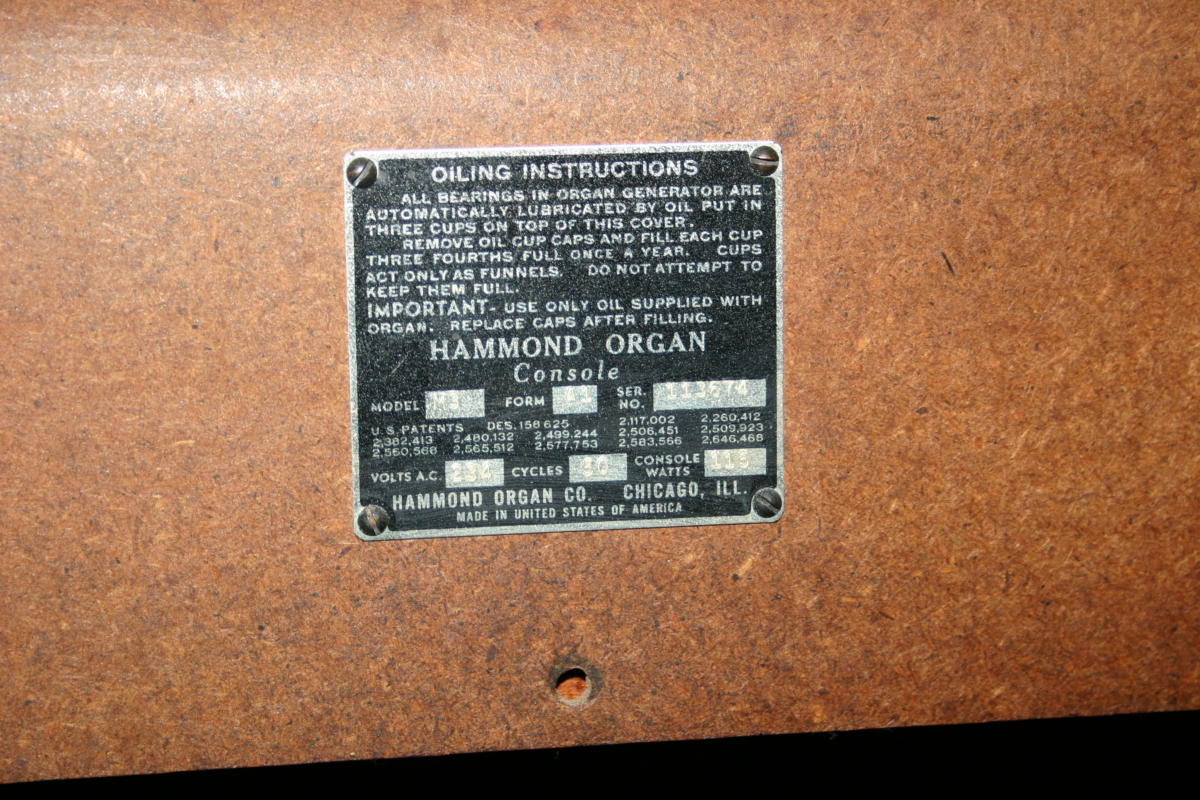 OILING INSTRUCTIONS
ALL BEARINGS IN ORGAN GENERATOR ARE
AUTOMATICALLY LUBRICATED BY OIL PUT IN
THREE CUPS ON TOP OF THIS COVER.
REMOVE OIL CUP CAPS AND FILL EACH CUP
THREE FOURTHS FULL ONCE A YEAR. CUPS
ACT ONLY AS FUNNELS. DO NOT ATTEMPT TO
KEEP THEM FULL.
IMPORTANT- USE ONLY OIL SUPPLIED WITH
ORGAN. REPLACE CAPS AFTER FILLING.
HAMMOND ORGAN
Console
MODEL M3 FORM 11 SER. NO.
U.S. PATENTS DES. 158 625 2,117,002 2,260,412
2,382,413 2,480,132 2,499,244 2,506,451 2,509,923
2,560,568 2,565,512 2,577,753 2,583,566 2,646,468
VOLTS A.C. 234 CYCLES 50 CONSOLE WATTS 115
HAMMOND ORGAN CO. CHICAGO, ILL.
MADE IN UNITED STATES OF AMERICA